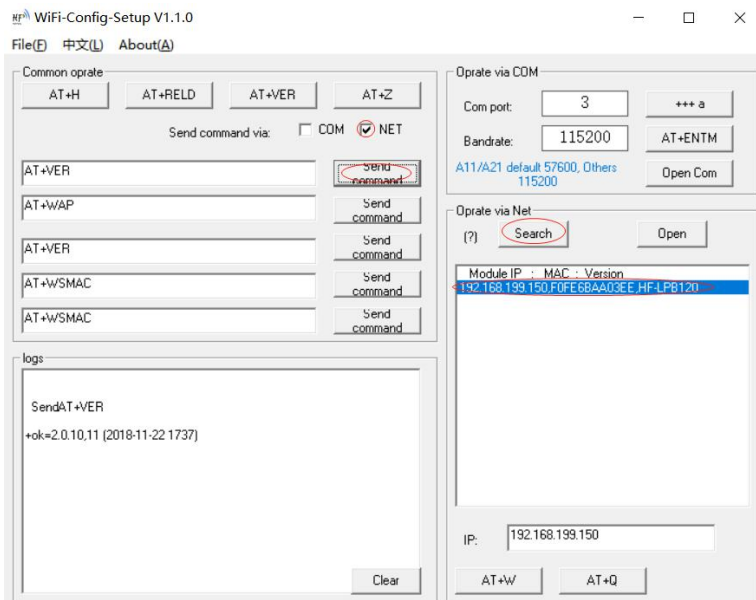 HF WiFi-Config-Setup V1.1.0
File(F) 中文(L) About(A)
Common oprate
AT+H AT+RELD AT+VER AT+Z
Send command via: COM NET
AT+VER Send command
AT+WAP Send command
AT+VER Send command
AT+WSMAC Send command
AT+WSMAC Send command
logs
SendAT+VER
+ok=2.0.10,11 (2018-11-22 1737)
Clear
Oprate via COM
Com port: 3 +++ a
Bandrate: 115200 AT+ENTM
A11/A21 default 57600, Others
115200
Open Com
Oprate via Net
(?) Search Open
Module IP : MAC : Version
192.168.199.150,F0FE6BAA03EE,HF-LPB120
IP: 192.168.199.150
AT+W AT+Q